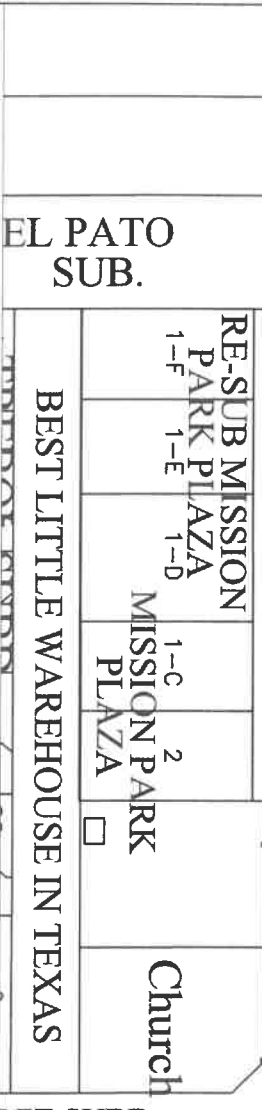 EL PATO
SUB.
RE-SUB MISSION
PARK PLAZA
1-F
1-E
1-D
1-C
2
MISSION PARK
PLAZA
BEST LITTLE WAREHOUSE IN TEXAS
Church